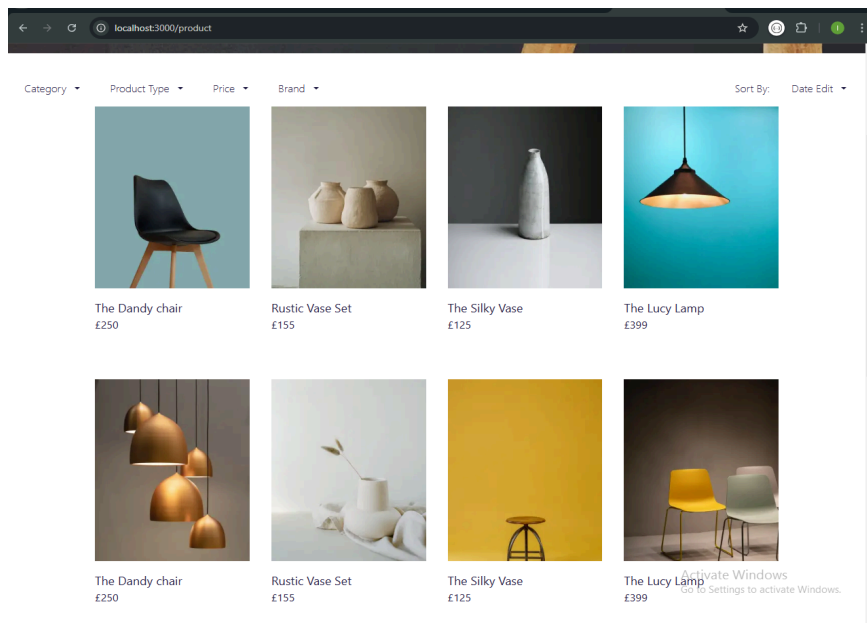 localhost:3000/product
Category Product Type Price Brand Sort By: Date Edit
The Dandy chair
£250
Rustic Vase Set
£155
The Silky Vase
£125
The Lucy Lamp
£399
The Dandy chair
£250
Rustic Vase Set
£155
The Silky Vase
£125
The Lucy Lamp
£399
Activate Windows
Go to Settings to activate Windows.